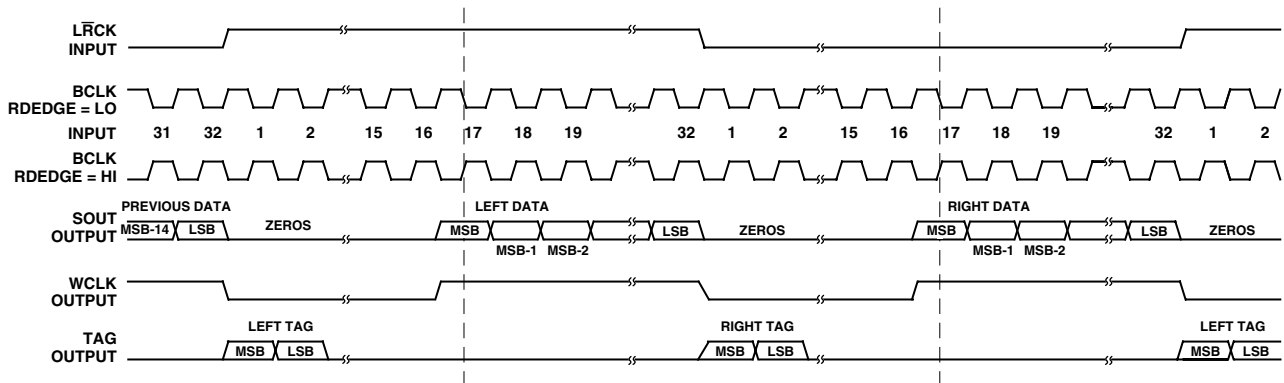 LR̅CK
INPUT
BCLK
RDEDGE = LO
INPUT 31 32 1 2 15 16 17 18 19 32 1 2 15 16 17 18 19 32 1 2
BCLK
RDEDGE = HI
PREVIOUS DATA LEFT DATA RIGHT DATA
SOUT
OUTPUT
MSB-14 LSB ZEROS MSB LSB ZEROS MSB LSB ZEROS
MSB-1 MSB-2 MSB-1 MSB-2
WCLK
OUTPUT
LEFT TAG RIGHT TAG LEFT TAG
TAG
OUTPUT
MSB LSB MSB LSB MSB LSB